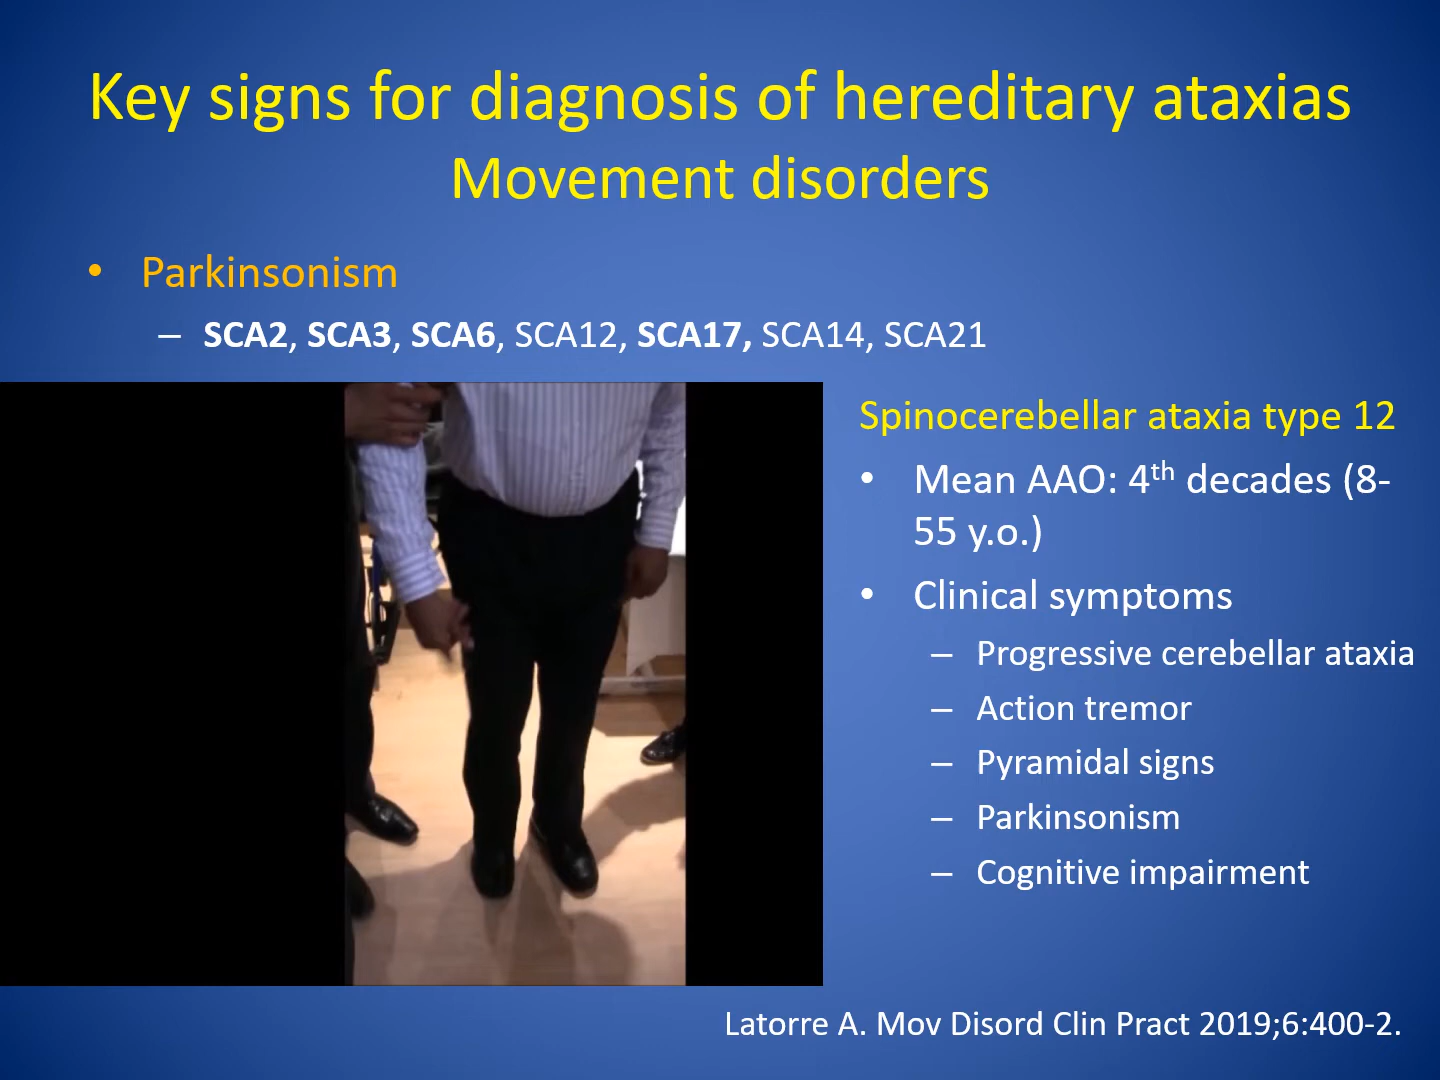 Key signs for diagnosis of hereditary ataxias
Movement disorders
• Parkinsonism
– SCA2, SCA3, SCA6, SCA12, SCA17, SCA14, SCA21
Spinocerebellar ataxia type 12
• Mean AAO: 4th decades (8-
55 y.o.)
• Clinical symptoms
– Progressive cerebellar ataxia
– Action tremor
– Pyramidal signs
– Parkinsonism
– Cognitive impairment
Latorre A. Mov Disord Clin Pract 2019;6:400-2.